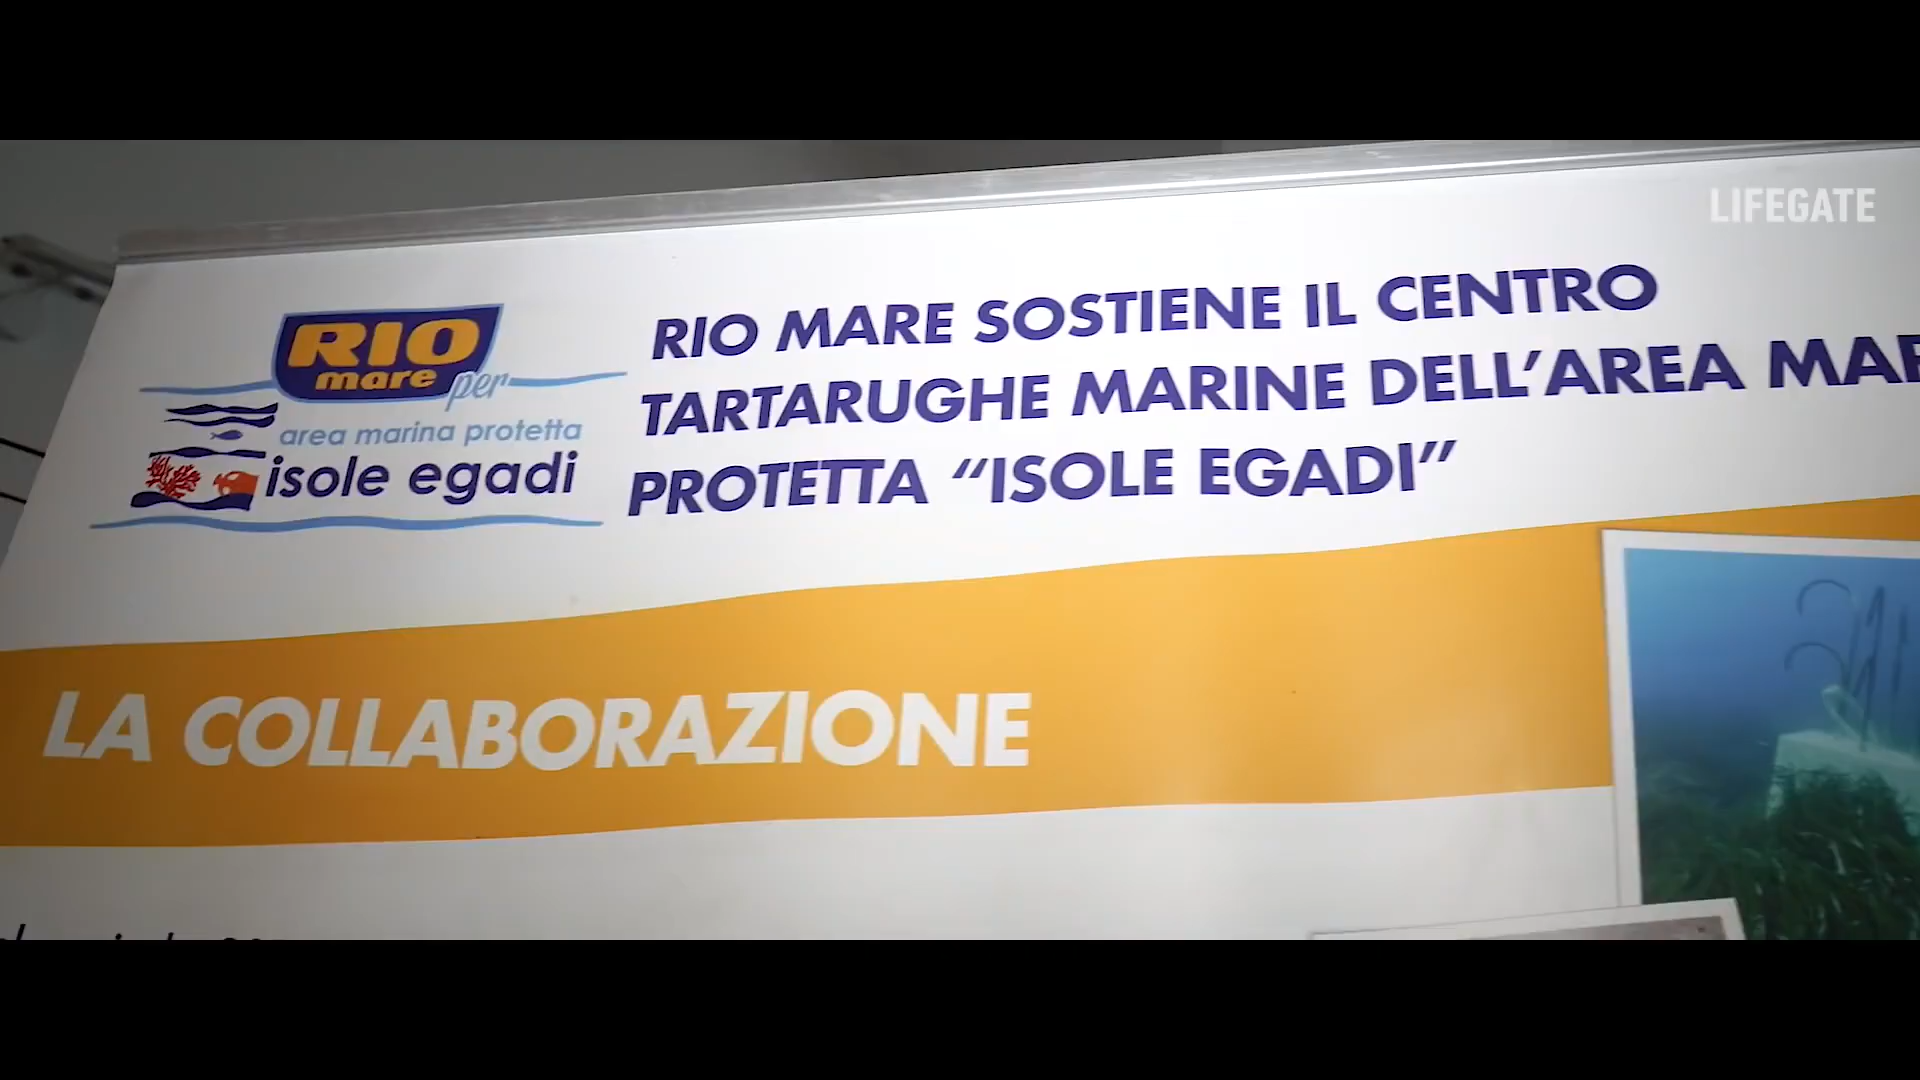 LIFEGATE
RIO
mare
per
area marina protetta
isole egadi
RIO MARE SOSTIENE IL CENTRO
TARTARUGHE MARINE DELL’AREA
PROTETTA “ISOLE EGADI”
LA COLLABORAZIONE